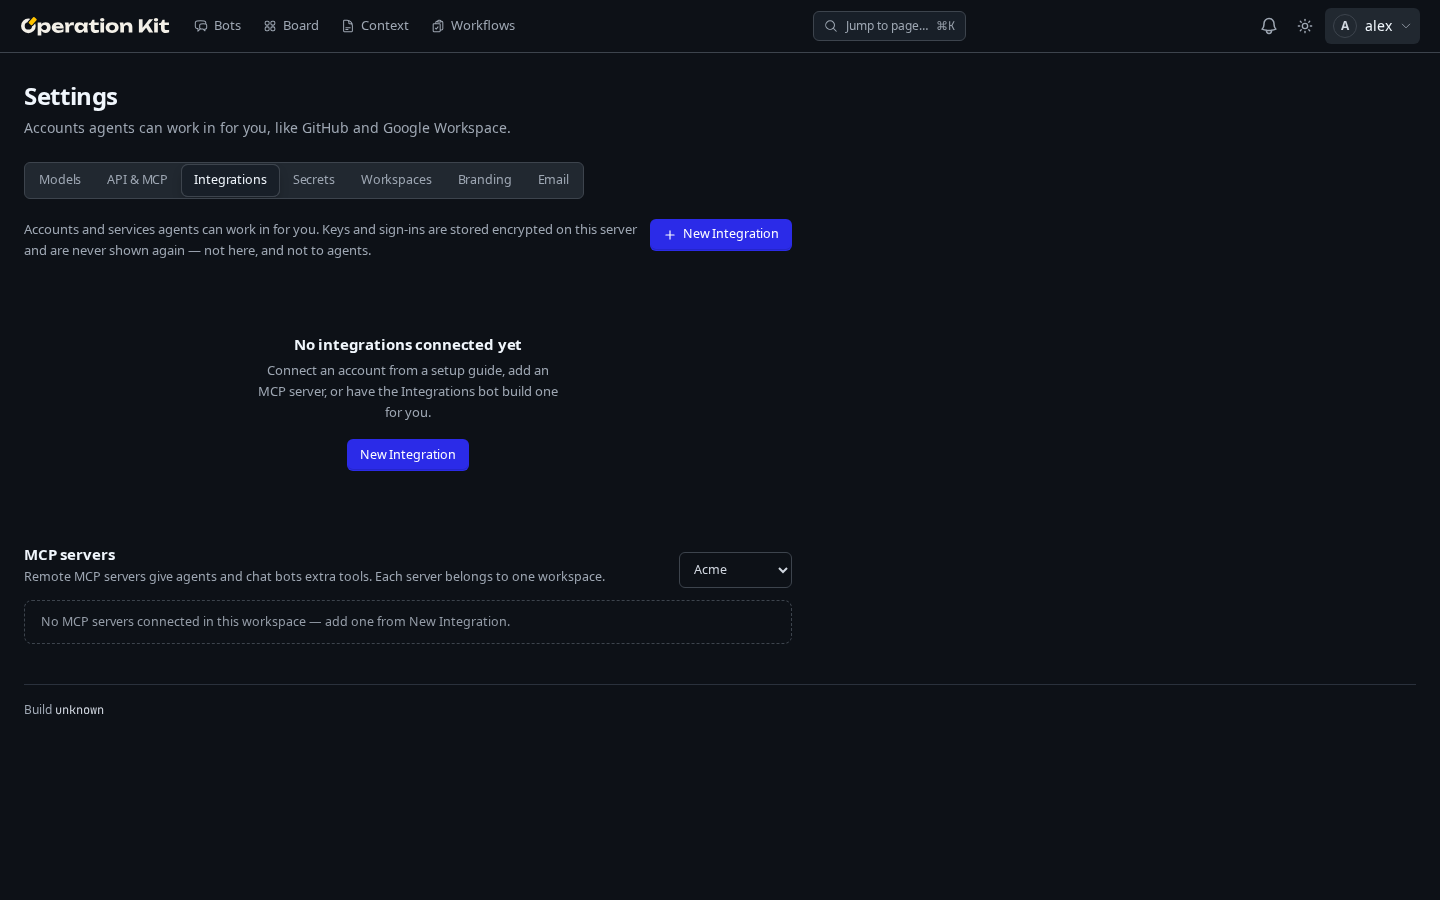 Operation Kit
Bots
Board
Context
Workflows
Jump to page... ⌘K
A
alex
Settings
Accounts agents can work in for you, like GitHub and Google Workspace.
Models
API & MCP
Integrations
Secrets
Workspaces
Branding
Email
Accounts and services agents can work in for you. Keys and sign-ins are stored encrypted on this server
and are never shown again — not here, and not to agents.
+ New Integration
No integrations connected yet
Connect an account from a setup guide, add an
MCP server, or have the Integrations bot build one
for you.
New Integration
MCP servers
Remote MCP servers give agents and chat bots extra tools. Each server belongs to one workspace.
Acme
No MCP servers connected in this workspace — add one from New Integration.
Build unknown